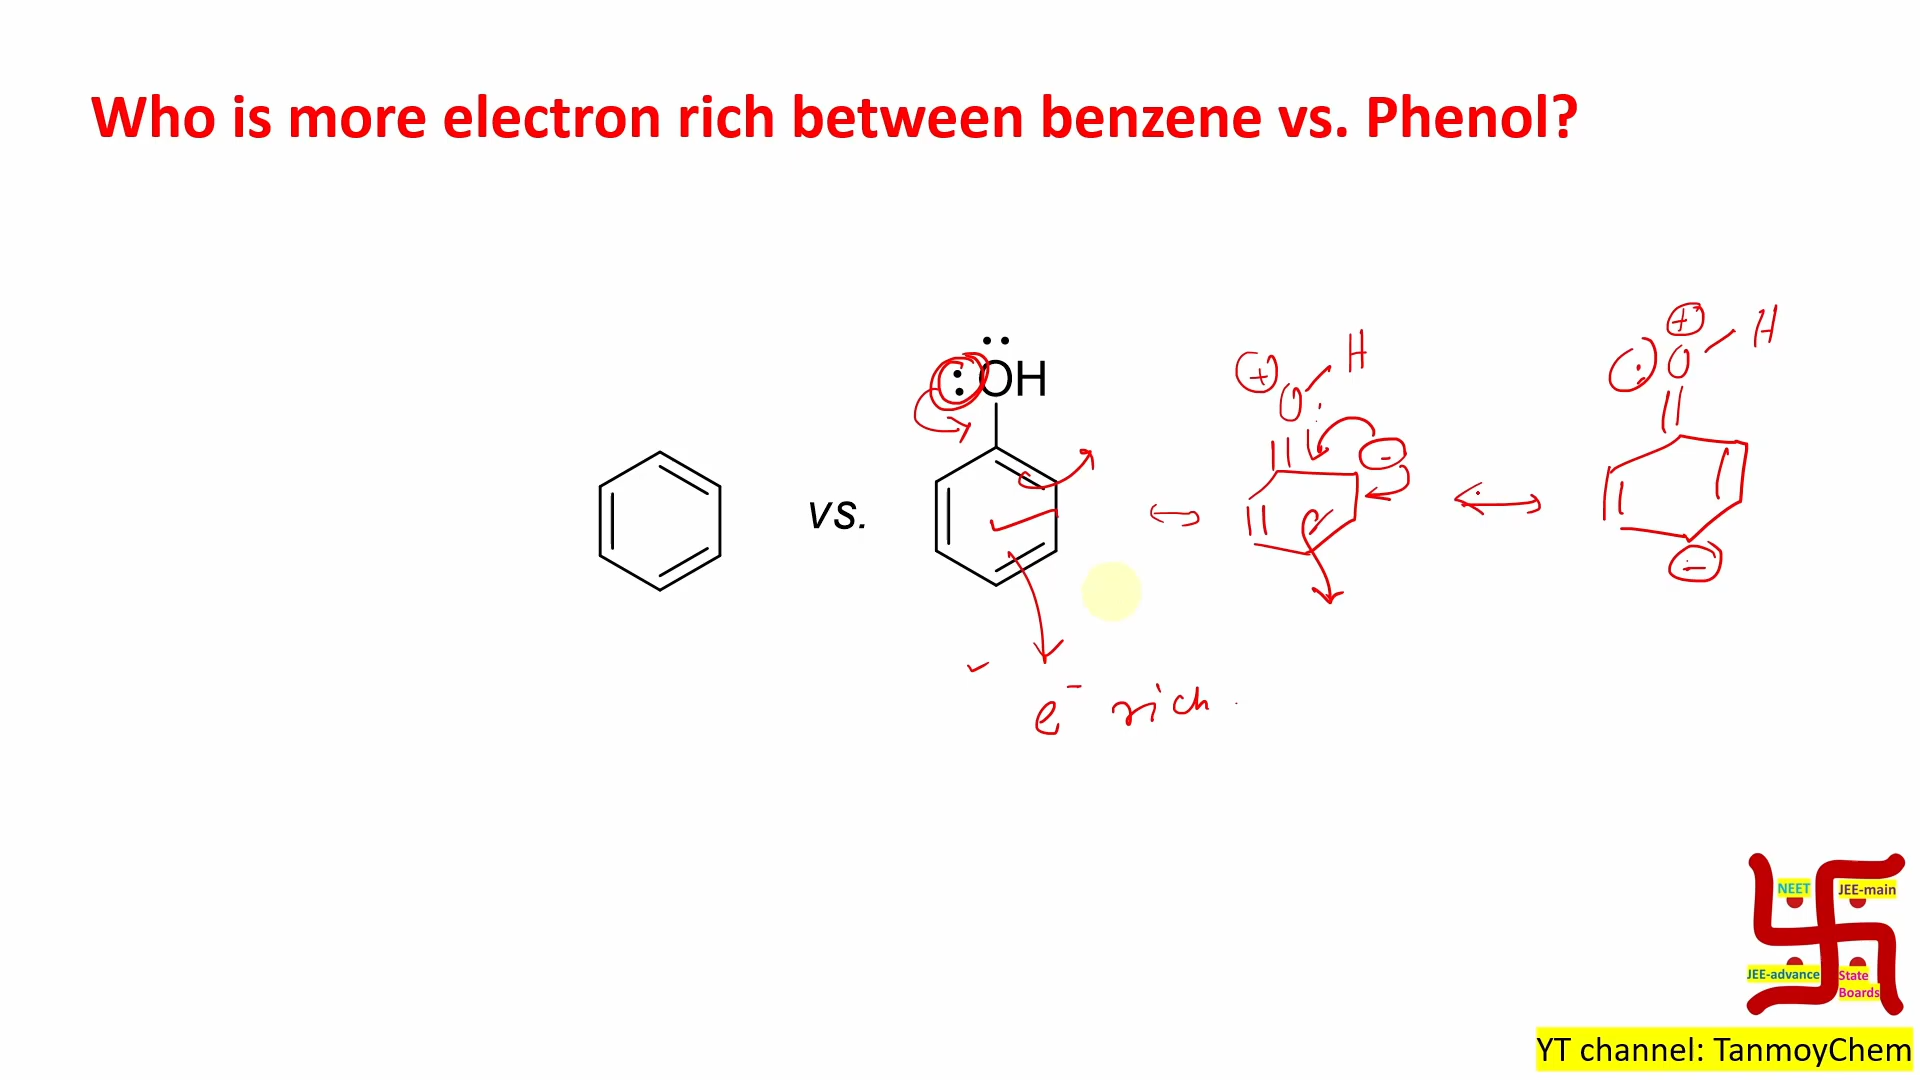 Who is more electron rich between benzene vs. Phenol?
H
⊕
H
⊕
O
:OH
O
⊖
vs.
⊖
e⁻ rich.
NEET
JEE-main
JEE-advance
State
Boards
YT channel: TanmoyChem